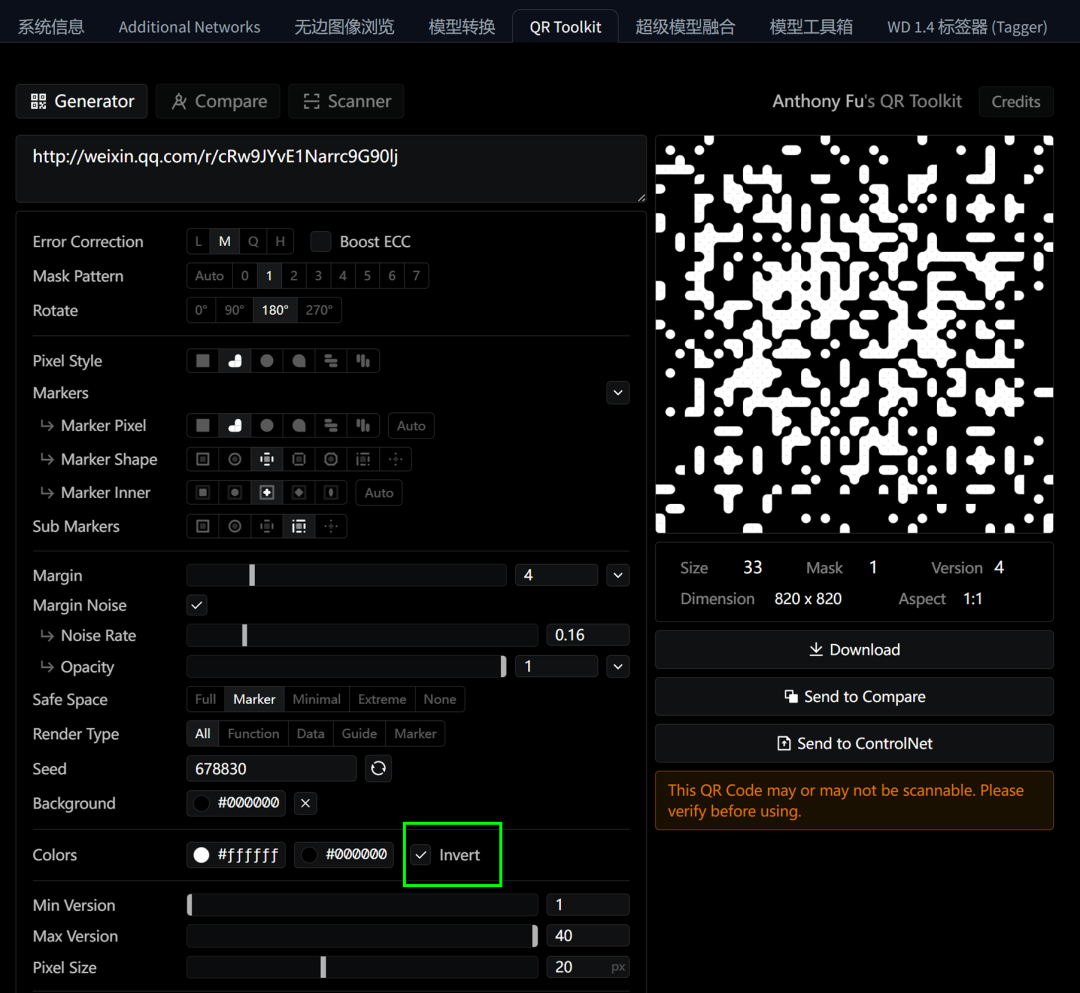 系统信息 Additional Networks 无边图像浏览 模型转换 QR Toolkit 超级模型融合 模型工具箱 WD 1.4 标签器 (Tagger)
Generator Compare Scanner Anthony Fu's QR Toolkit Credits
http://weixin.qq.com/r/cRw9JYvE1Narrc9G90lj
Error Correction L M Q H Boost ECC
Mask Pattern Auto 0 1 2 3 4 5 6 7
Rotate 0° 90° 180° 270°
Pixel Style
Markers
Marker Pixel Auto
Marker Shape
Marker Inner Auto
Sub Markers
Margin 4
Margin Noise
Noise Rate 0.16
Opacity 1
Safe Space Full Marker Minimal Extreme None
Render Type All Function Data Guide Marker
Seed 678830
Background #000000
Colors #ffffff #000000 Invert
Min Version 1
Max Version 40
Pixel Size 20 px
Size 33 Mask 1 Version 4
Dimension 820 x 820 Aspect 1:1
Download
Send to Compare
Send to ControlNet
This QR Code may or may not be scannable. Please
verify before using.